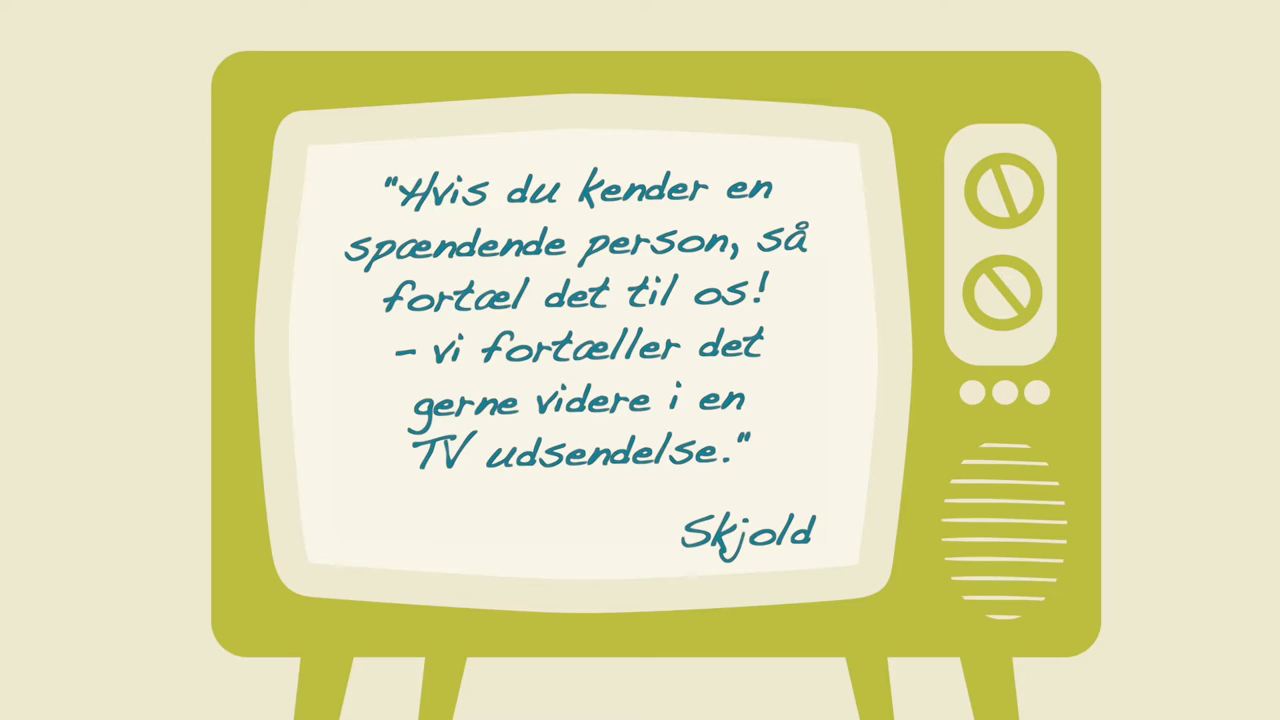 "Hvis du kender en
spændende person, så
fortæl det til os!
- vi fortæller det
gerne videre i en
TV udsendelse."
Skjold